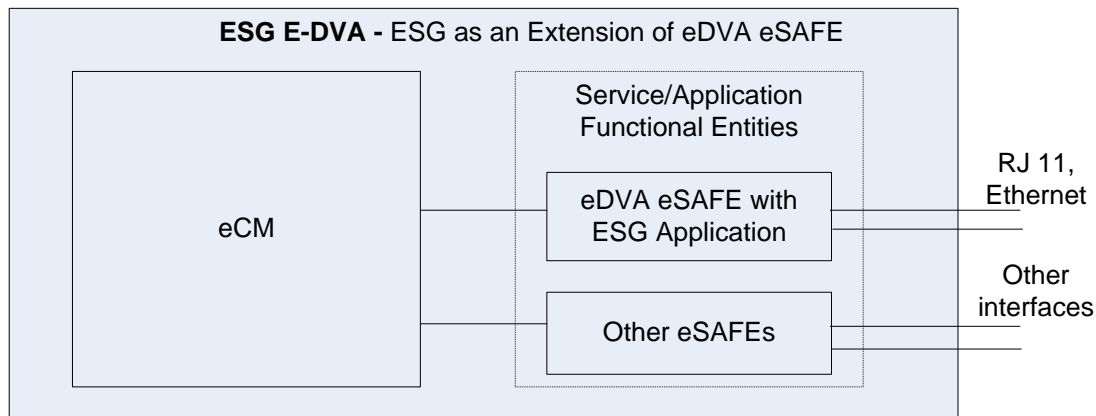 ESG E-DVA - ESG as an Extension of eDVA eSAFE
Service/Application
Functional Entities
eCM
eDVA eSAFE with
ESG Application
RJ 11,
Ethernet
Other eSAFEs
Other
interfaces